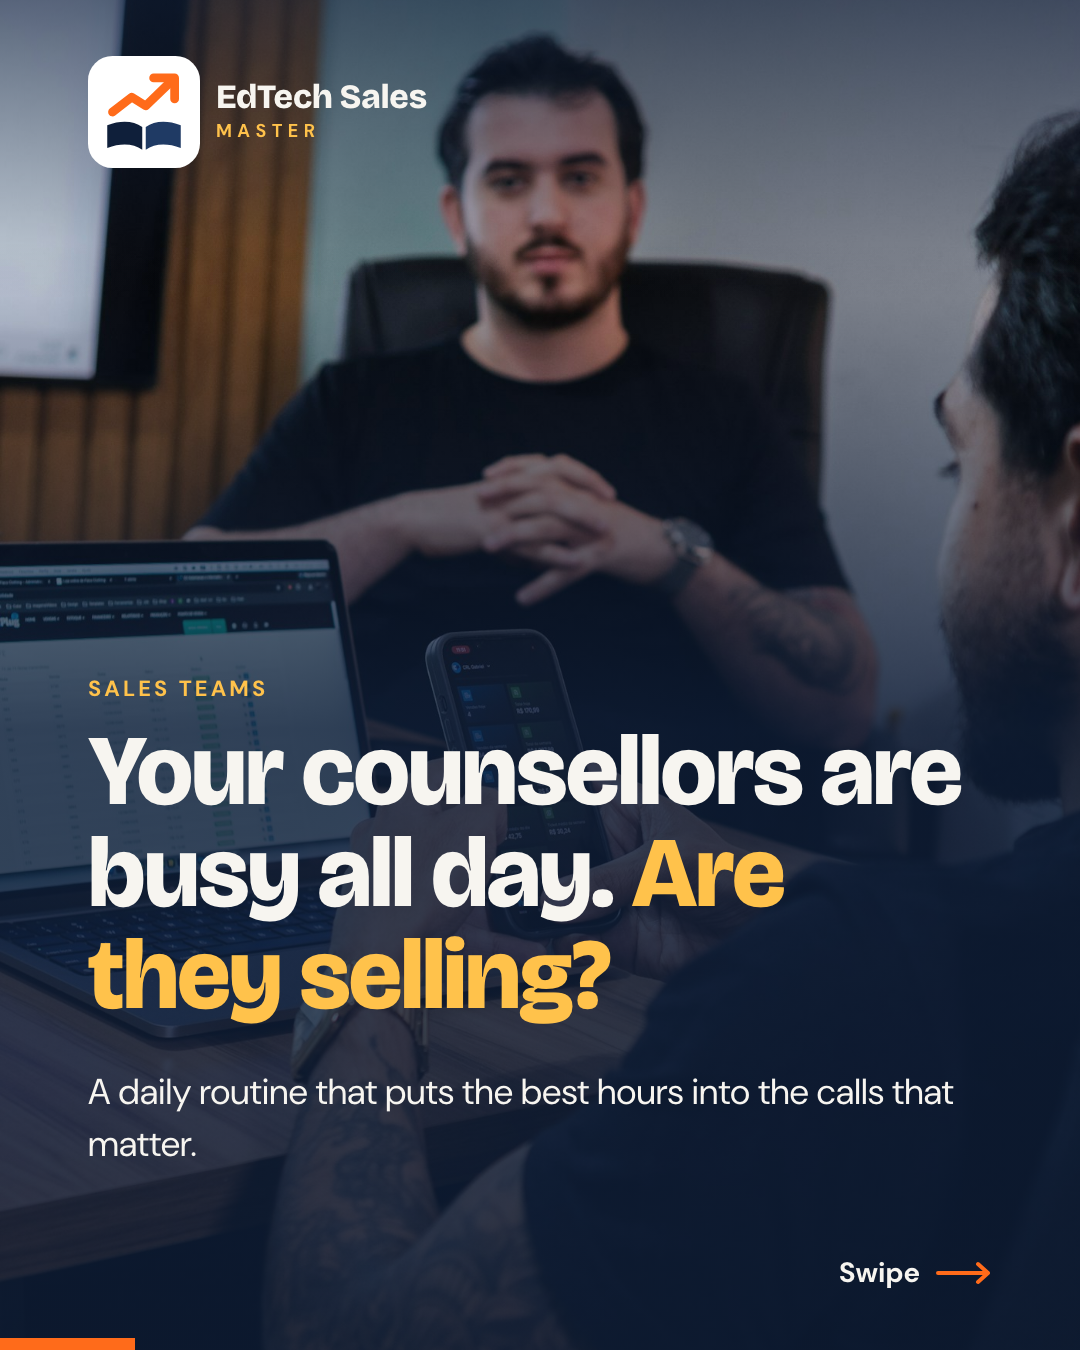 EdTech Sales
MASTER
SALES TEAMS
Your counsellors are
busy all day. Are
they selling?
A daily routine that puts the best hours into the calls that
matter.
Swipe